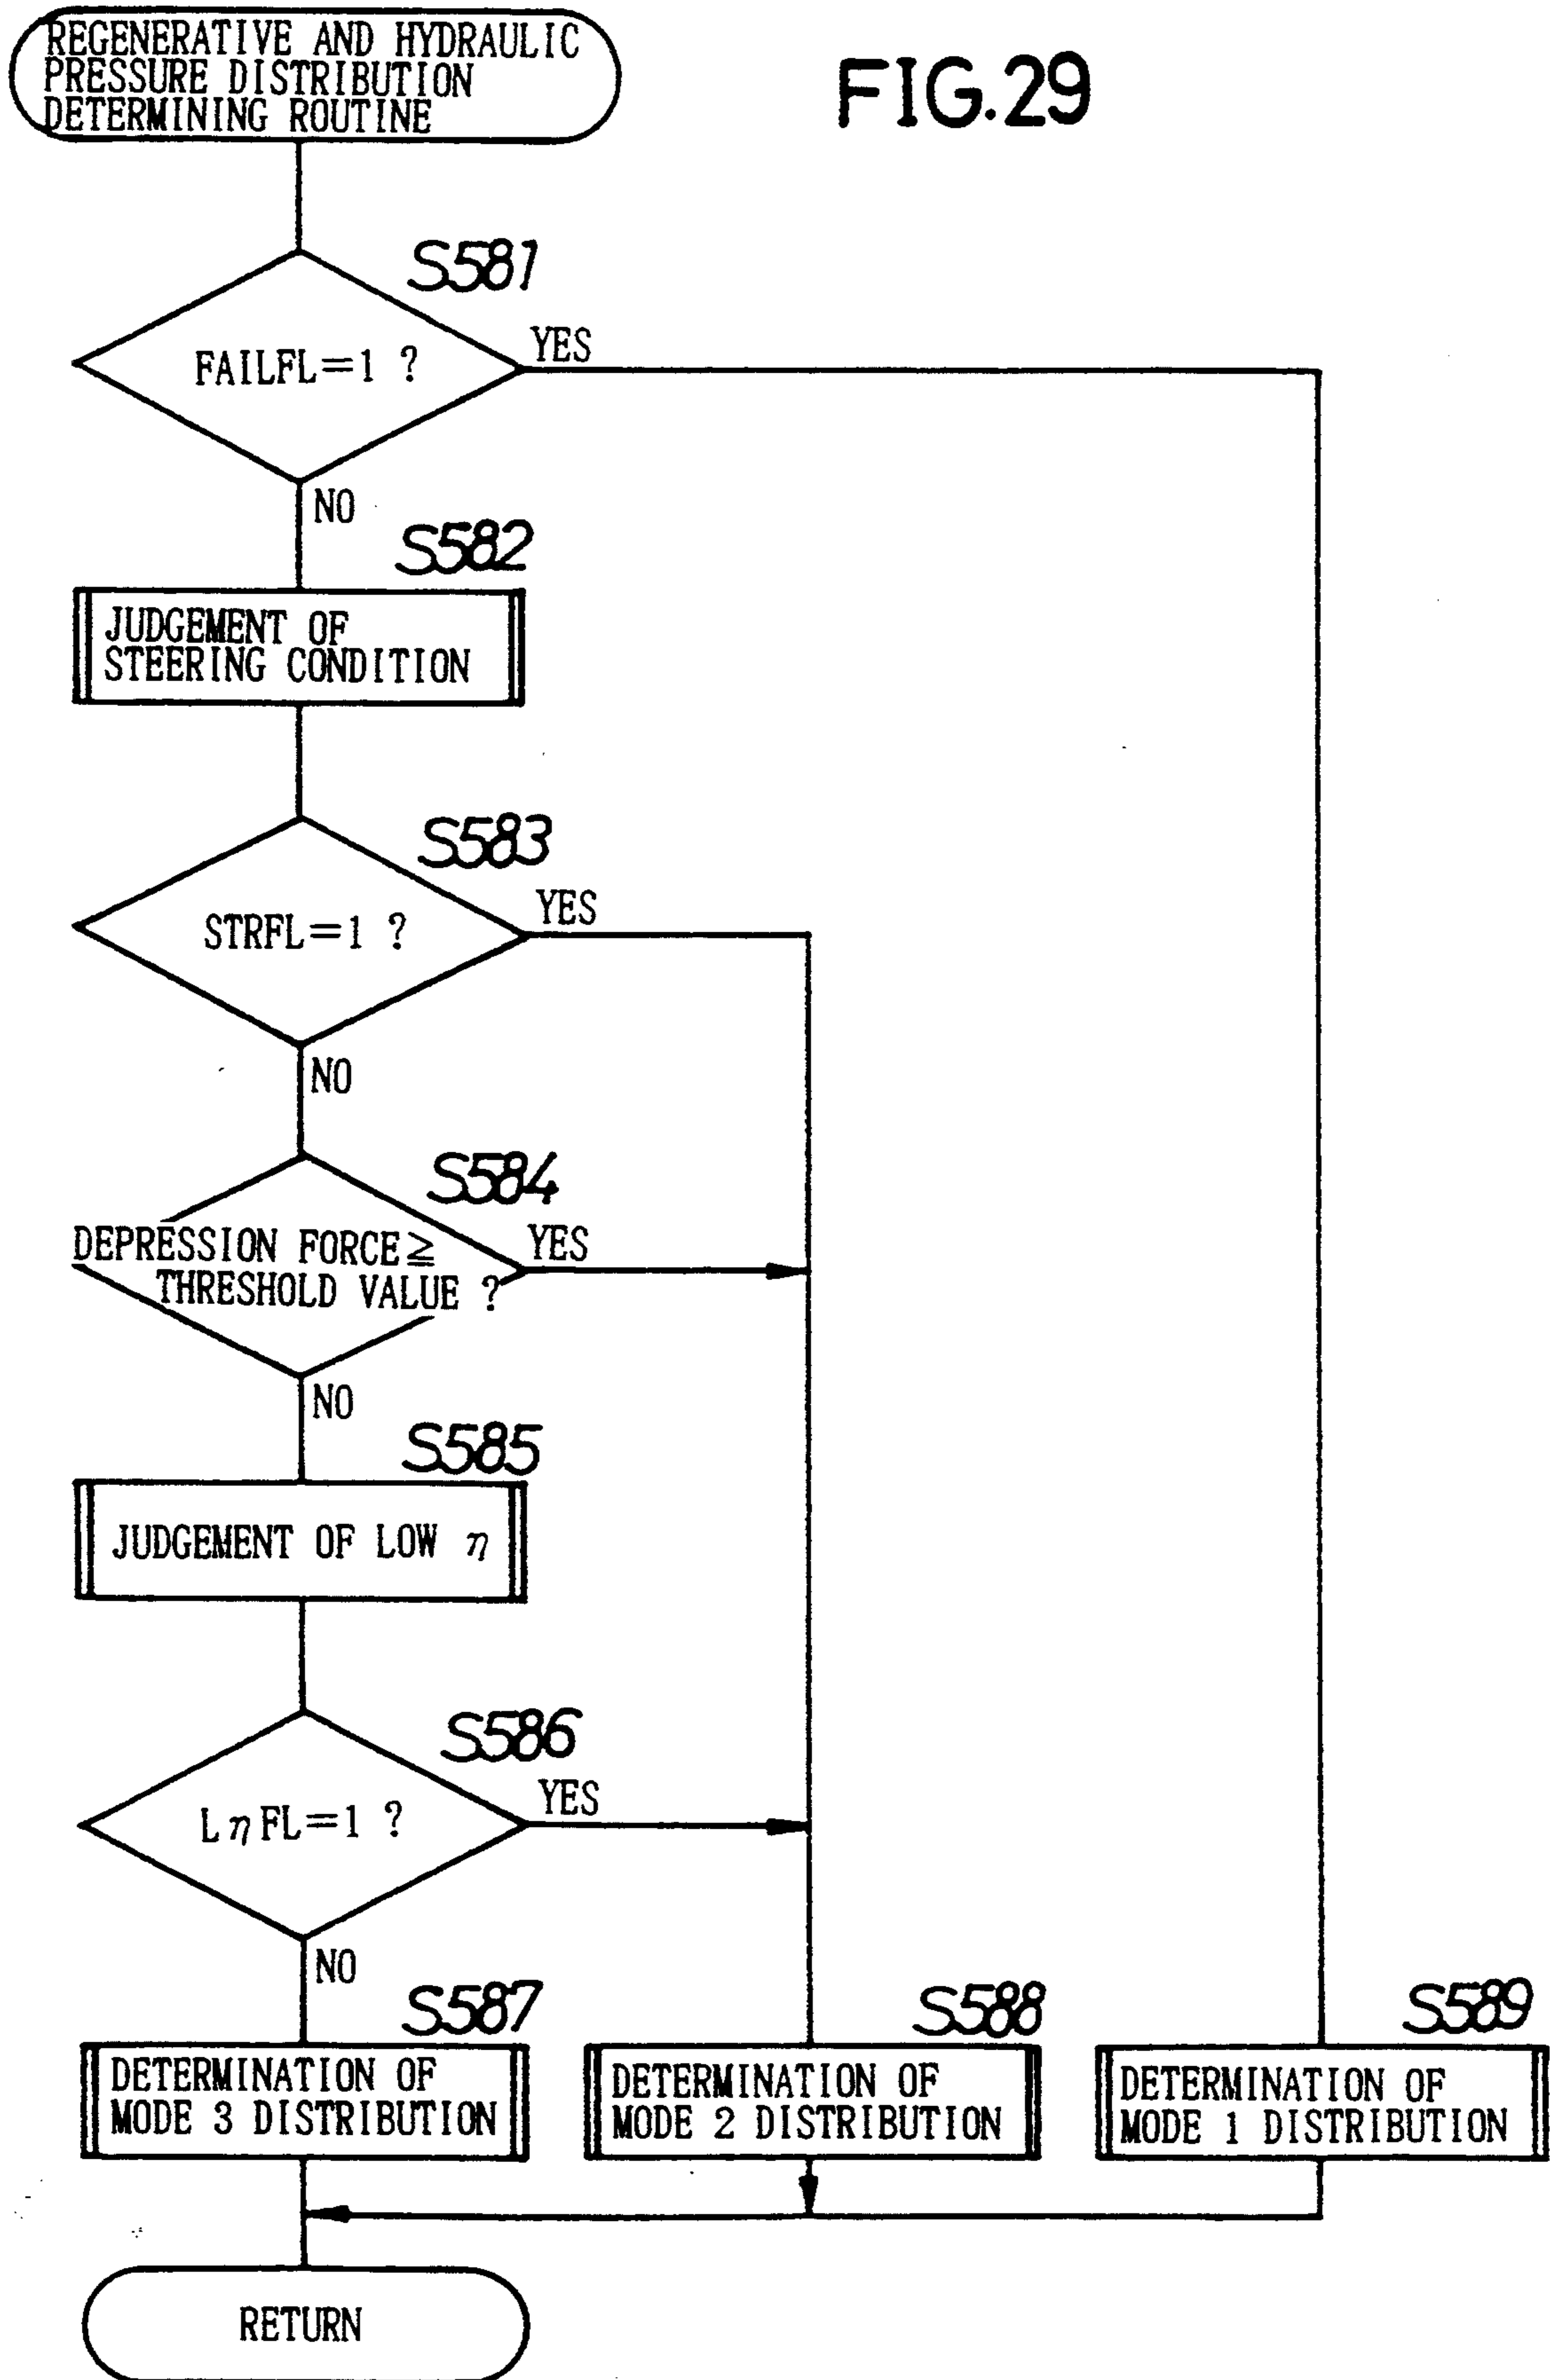 REGENERATIVE AND HYDRAULIC
PRESSURE DISTRIBUTION
DETERMINING ROUTINE
FIG.29
S581
FAILFL=1 ?
YES
NO
S582
JUDGEMENT OF
STEERING CONDITION
S583
STRFL=1 ?
YES
NO
S584
DEPRESSION FORCE≧
THRESHOLD VALUE ?
YES
NO
S585
JUDGEMENT OF LOW η
S586
LηFL=1 ?
YES
NO
S587
DETERMINATION OF
MODE 3 DISTRIBUTION
S588
DETERMINATION OF
MODE 2 DISTRIBUTION
S589
DETERMINATION OF
MODE 1 DISTRIBUTION
RETURN